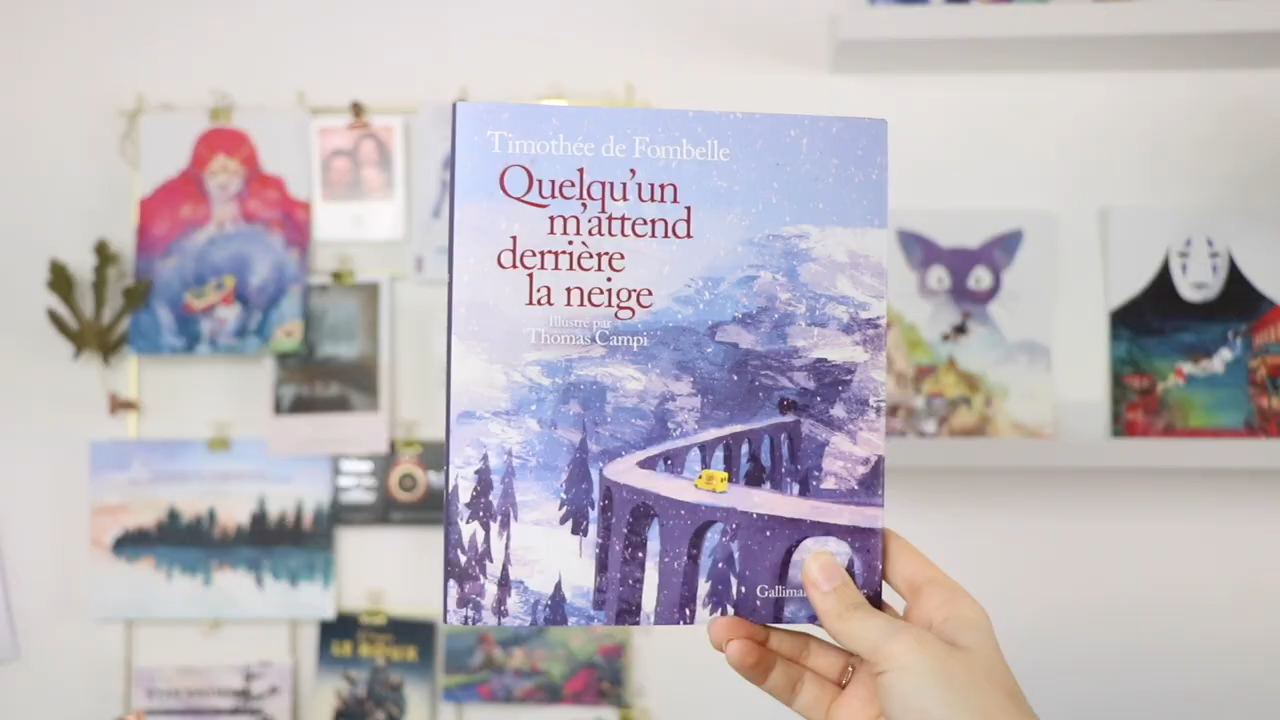 Timothée de Fombelle
Quelqu'un
m'attend
derrière
la neige
Illustré par
Thomas Campi